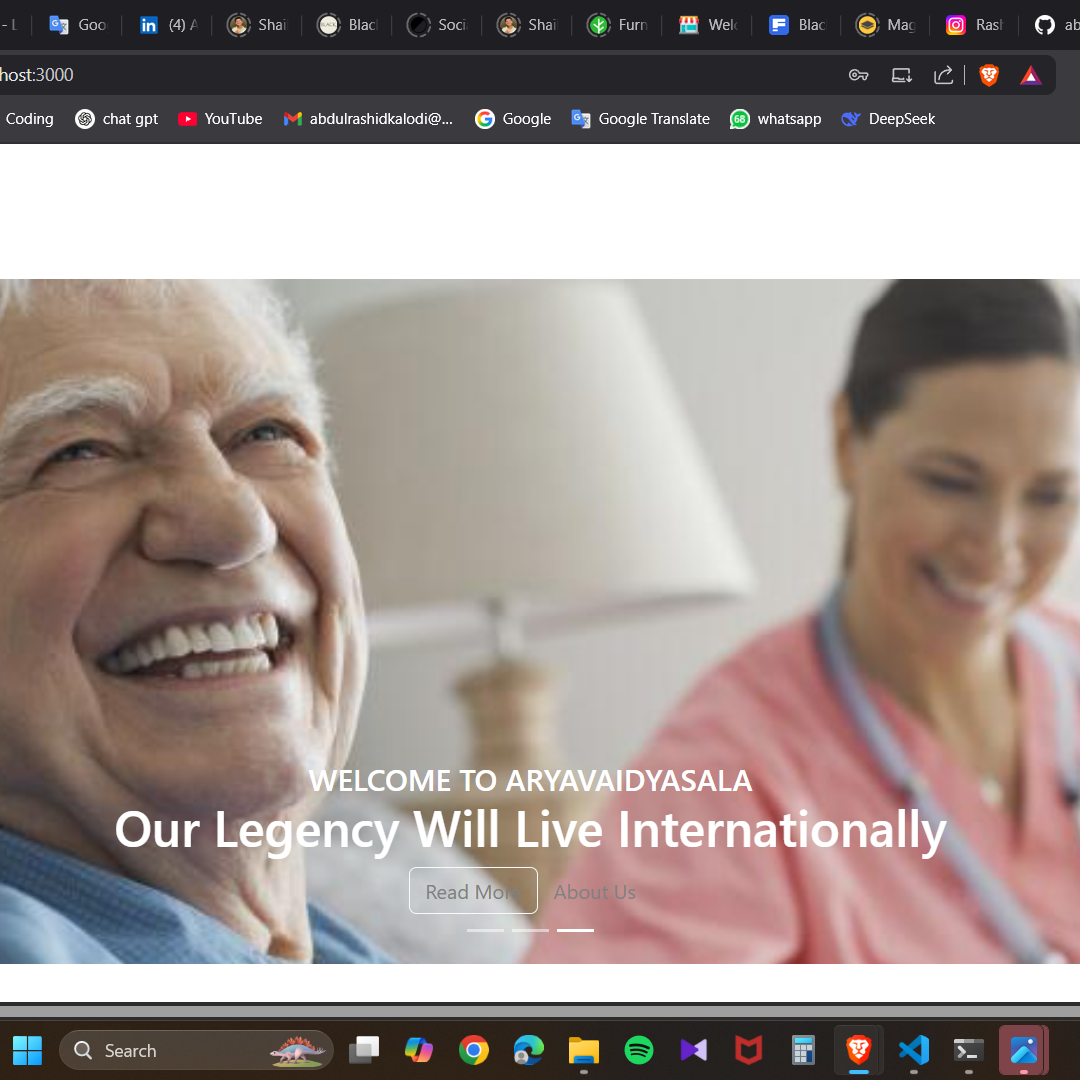 - L
Goo
(4) A
Shai
Blac
Soci
Shai
Furn
Welc
Blac
Mag
Rash
ab
host:3000
Coding
chat gpt
YouTube
abdulrashidkalodi@...
Google
Google Translate
68
whatsapp
DeepSeek
WELCOME TO ARYAVAIDYASALA
Our Legency Will Live Internationally
Read More
About Us
Search